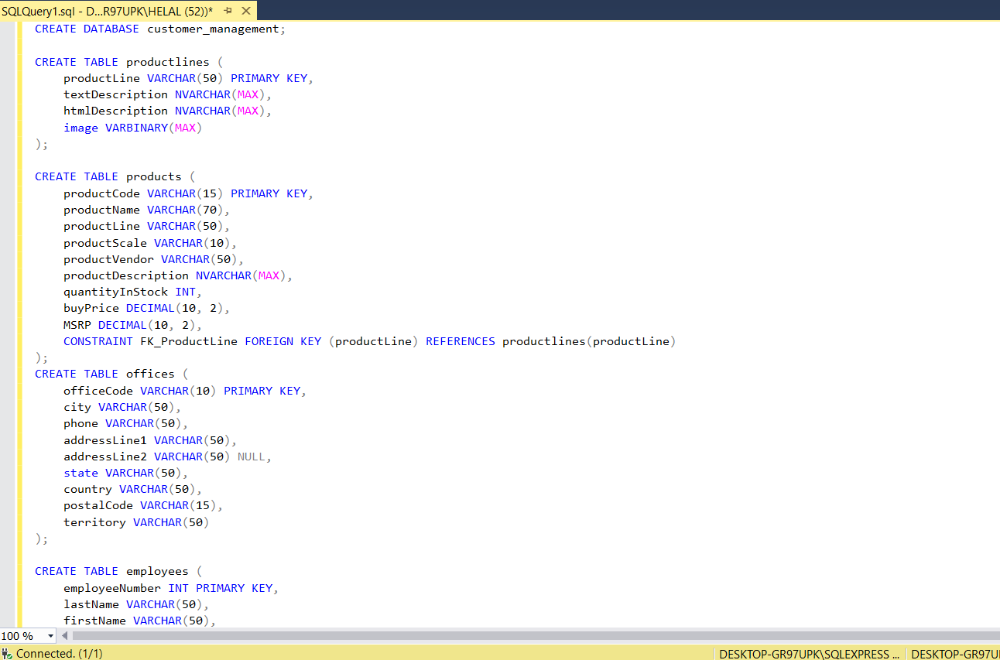 SQLQuery1.sql - D...R97UPK\HELAL (52))*
CREATE DATABASE customer_management;
CREATE TABLE productlines (
productLine VARCHAR(50) PRIMARY KEY,
textDescription NVARCHAR(MAX),
htmlDescription NVARCHAR(MAX),
image VARBINARY(MAX)
);
CREATE TABLE products (
productCode VARCHAR(15) PRIMARY KEY,
productName VARCHAR(70),
productLine VARCHAR(50),
productScale VARCHAR(10),
productVendor VARCHAR(50),
productDescription NVARCHAR(MAX),
quantityInStock INT,
buyPrice DECIMAL(10, 2),
MSRP DECIMAL(10, 2),
CONSTRAINT FK_ProductLine FOREIGN KEY (productLine) REFERENCES productlines(productLine)
);
CREATE TABLE offices (
officeCode VARCHAR(10) PRIMARY KEY,
city VARCHAR(50),
phone VARCHAR(50),
addressLine1 VARCHAR(50),
addressLine2 VARCHAR(50) NULL,
state VARCHAR(50),
country VARCHAR(50),
postalCode VARCHAR(15),
territory VARCHAR(50)
);
CREATE TABLE employees (
employeeNumber INT PRIMARY KEY,
lastName VARCHAR(50),
firstName VARCHAR(50),
100 %
Connected. (1/1) DESKTOP-GR97UPK\SQLEXPRESS ... DESKTOP-GR97U